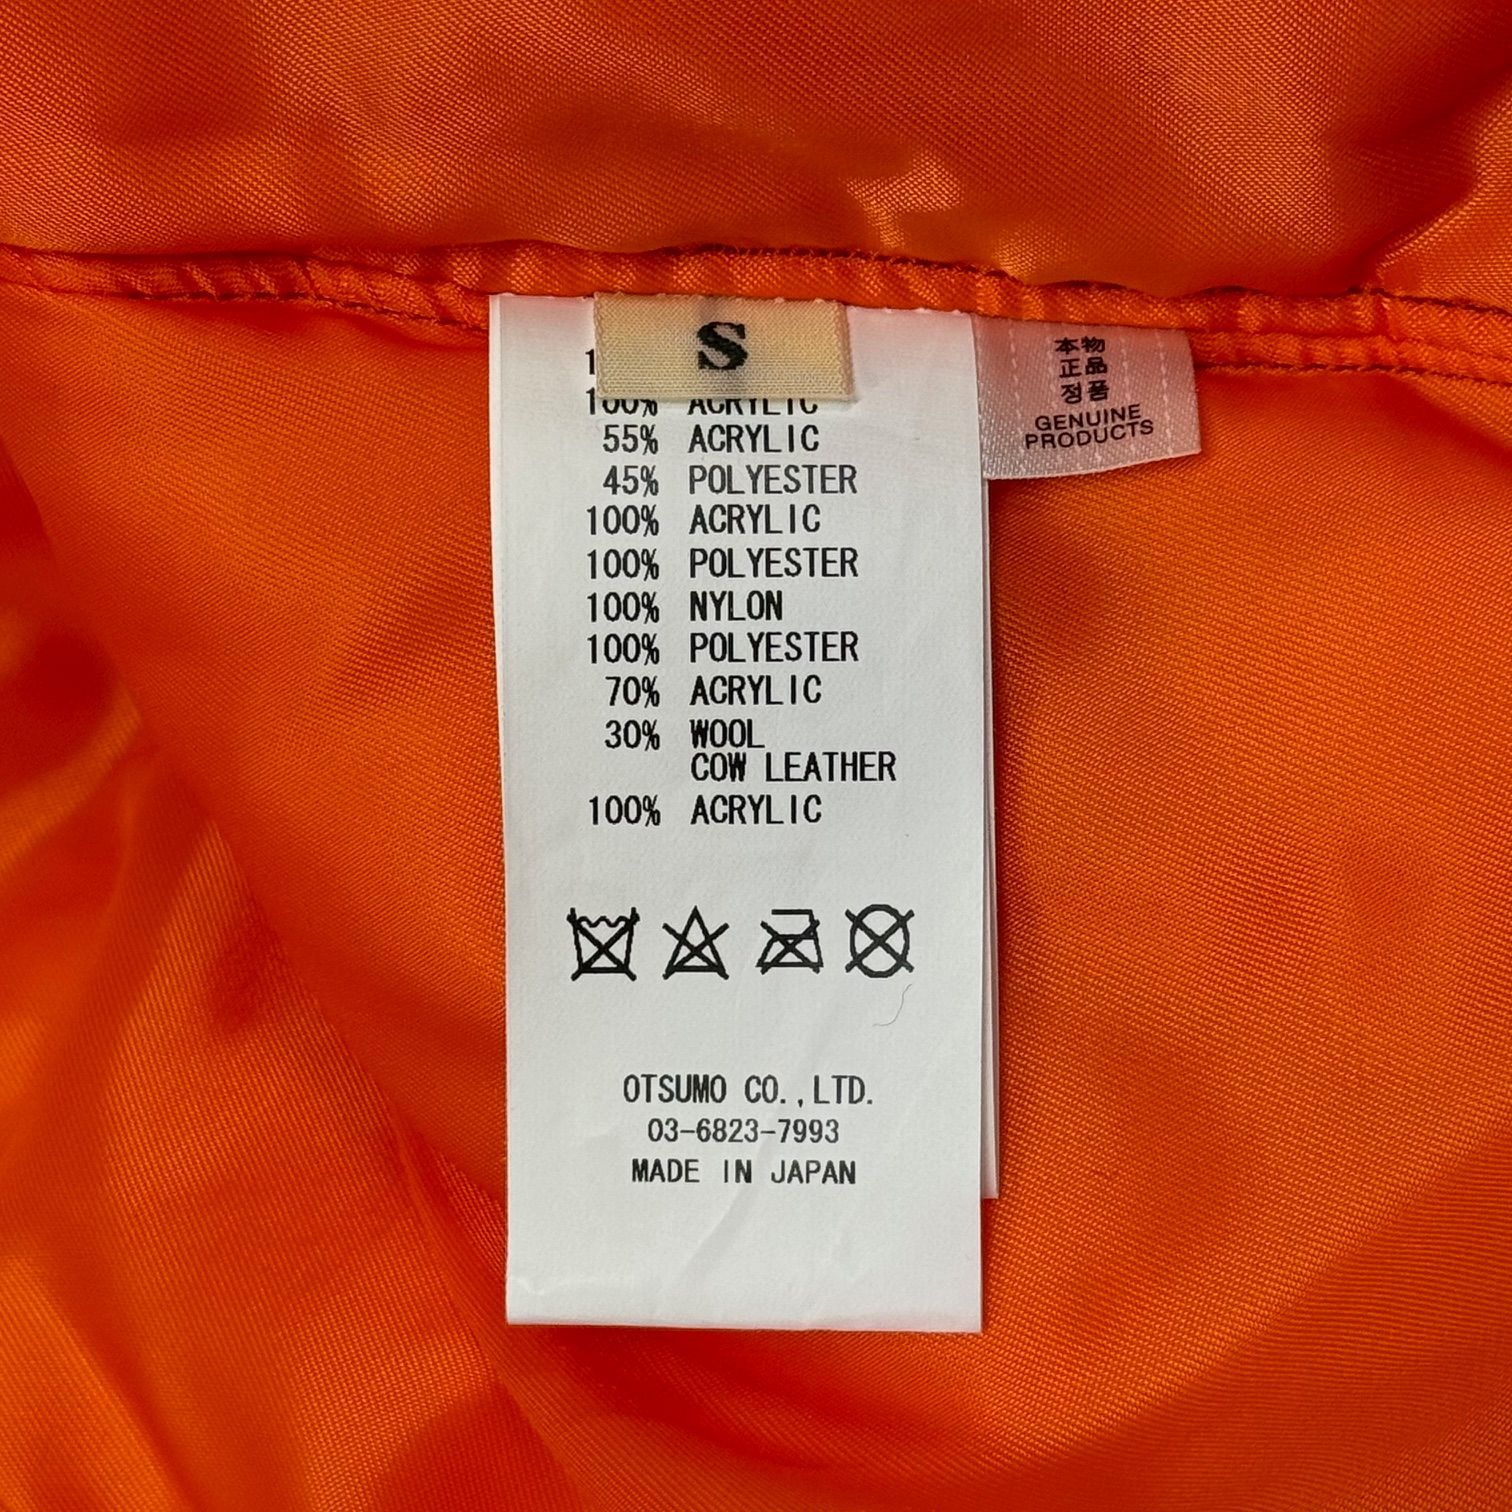 S
100% ACRYLIC
55% ACRYLIC
45% POLYESTER
100% ACRYLIC
100% POLYESTER
100% NYLON
100% POLYESTER
70% ACRYLIC
30% WOOL
COW LEATHER
100% ACRYLIC
OTSUMO CO.,LTD.
03-6823-7993
MADE IN JAPAN
本物
正品
정품
GENUINE
PRODUCTS